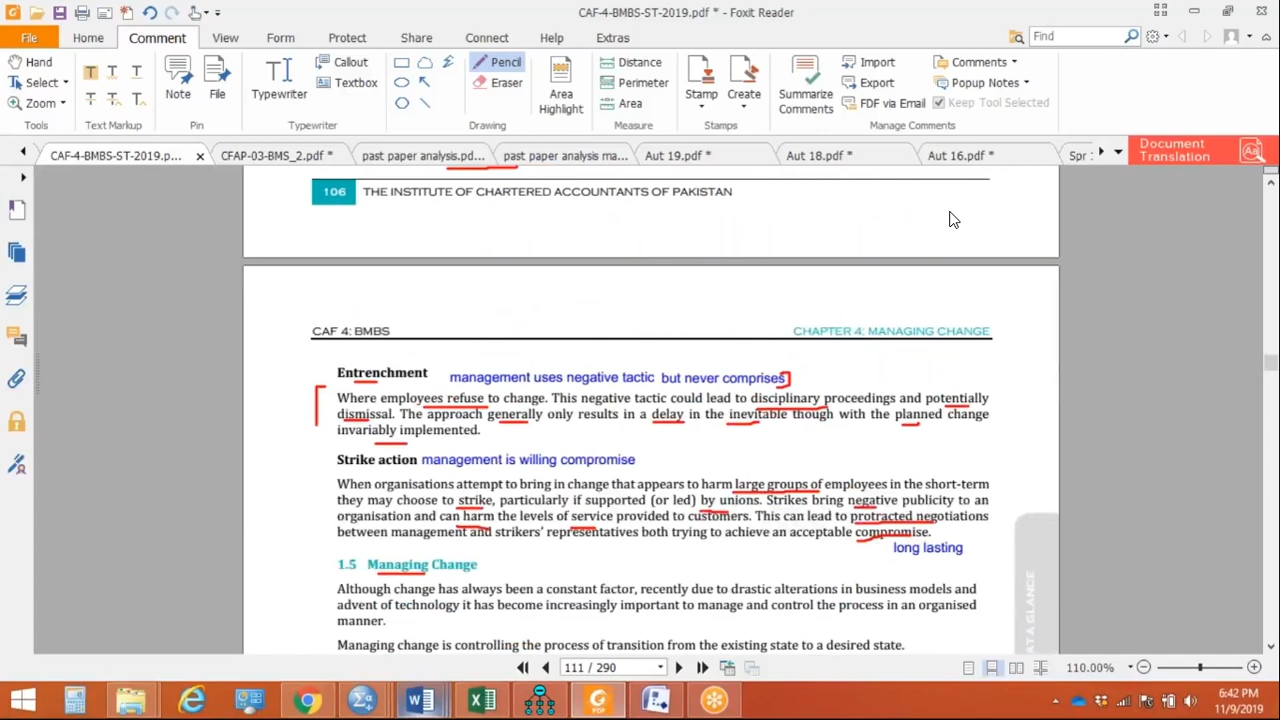 CAF-4-BMBS-ST-2019.pdf * - Foxit Reader
File Home Comment View Form Protect Share Connect Help Extras Find
Hand Callout Pencil Distance Import Comments
Select Textbox Eraser Perimeter Export Popup Notes
Zoom Note File Typewriter Area Highlight Area Stamp Create Summarize Comments FDF via Email Keep Tool Selected
Tools Text Markup Pin Typewriter Drawing Measure Stamps Manage Comments
CAF-4-BMBS-ST-2019.p... CFAP-03-BMS_2.pdf * past paper analysis.pd... past paper analysis ma... Aut 19.pdf * Aut 18.pdf * Aut 16.pdf * Spr
Document Translation
106 THE INSTITUTE OF CHARTERED ACCOUNTANTS OF PAKISTAN
CAF 4: BMBS CHAPTER 4: MANAGING CHANGE
Entrenchment management uses negative tactic but never comprises
Where employees refuse to change. This negative tactic could lead to disciplinary proceedings and potentially
dismissal. The approach generally only results in a delay in the inevitable though with the planned change
invariably implemented.
Strike action management is willing compromise
When organisations attempt to bring in change that appears to harm large groups of employees in the short-term
they may choose to strike, particularly if supported (or led) by unions. Strikes bring negative publicity to an
organisation and can harm the levels of service provided to customers. This can lead to protracted negotiations
between management and strikers' representatives both trying to achieve an acceptable compromise.
long lasting
1.5 Managing Change
Although change has always been a constant factor, recently due to drastic alterations in business models and
advent of technology it has become increasingly important to manage and control the process in an organised
manner.
Managing change is controlling the process of transition from the existing state to a desired state.
AT A GLANCE
111 / 290 110.00%
6:42 PM
11/9/2019